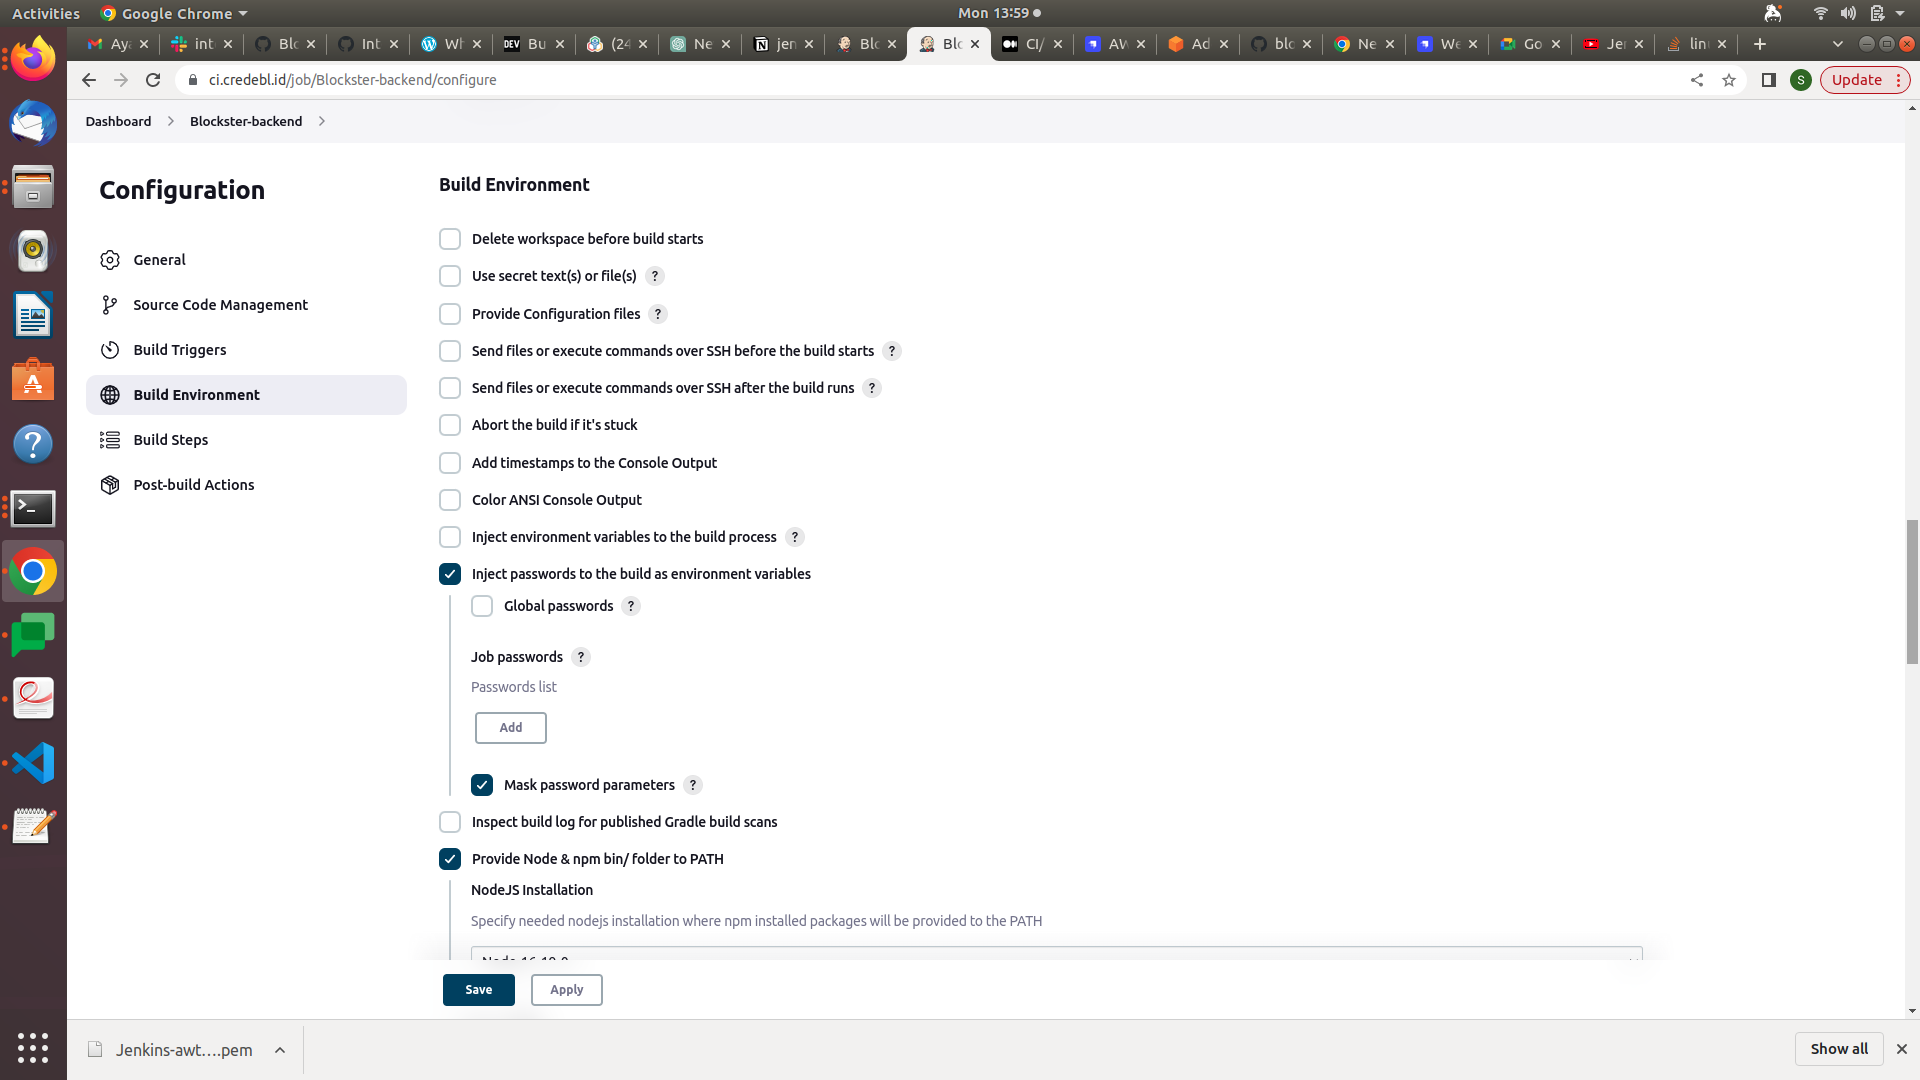 Activities
Google Chrome
Mon 13:59
Aya
int
Blo
Int
Wh
DEV
Bu
(24
Ne
jen
Blo
Blo
CI/
AW
Ad
blo
Ne
We
Go
Jer
lin
ci.credebl.id/job/Blockster-backend/configure
S
Update
Dashboard
Blockster-backend
Configuration
General
Source Code Management
Build Triggers
Build Environment
Build Steps
Post-build Actions
Build Environment
Delete workspace before build starts
Use secret text(s) or file(s) ?
Provide Configuration files ?
Send files or execute commands over SSH before the build starts ?
Send files or execute commands over SSH after the build runs ?
Abort the build if it's stuck
Add timestamps to the Console Output
Color ANSI Console Output
Inject environment variables to the build process ?
Inject passwords to the build as environment variables
Global passwords ?
Job passwords ?
Passwords list
Add
Mask password parameters ?
Inspect build log for published Gradle build scans
Provide Node & npm bin/ folder to PATH
NodeJS Installation
Specify needed nodejs installation where npm installed packages will be provided to the PATH
Save
Apply
Jenkins-awt....pem
Show all